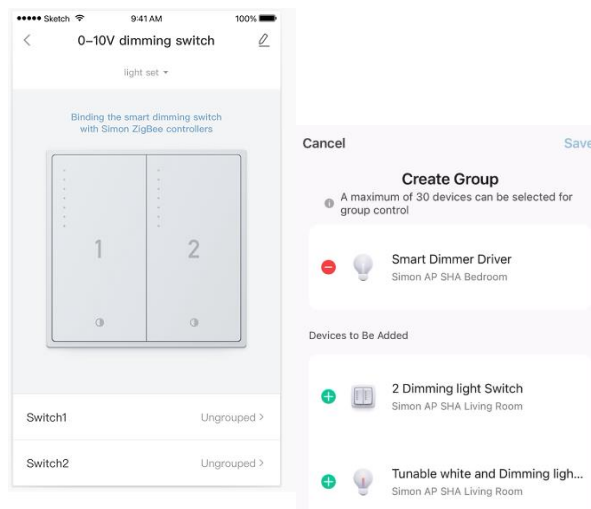 Sketch 9:41 AM 100%
0–10V dimming switch
light set
Binding the smart dimming switch
with Simon ZigBee controllers
1 2
Switch1 Ungrouped >
Switch2 Ungrouped >
Cancel Save
Create Group
A maximum of 30 devices can be selected for
group control
Smart Dimmer Driver
Simon AP SHA Bedroom
Devices to Be Added
2 Dimming light Switch
Simon AP SHA Living Room
Tunable white and Dimming ligh...
Simon AP SHA Living Room